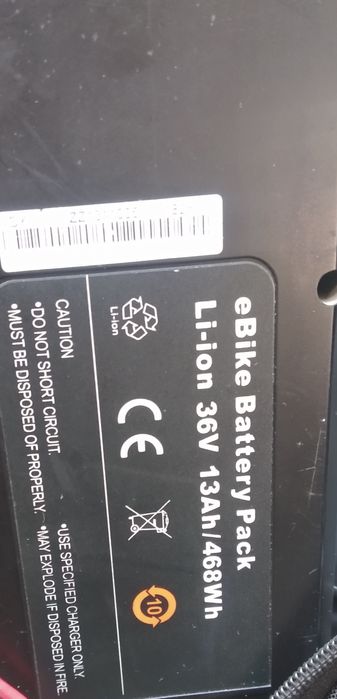 eBike Battery Pack
Li-ion 36V 13Ah/468Wh
Li-ion
CE
10
CAUTION
•DO NOT SHORT CIRCUIT.
•USE SPECIFIED CHARGER ONLY.
•MUST BE DISPOSED OF PROPERLY.
•MAY EXPLODE IF DISPOSED IN FIRE.